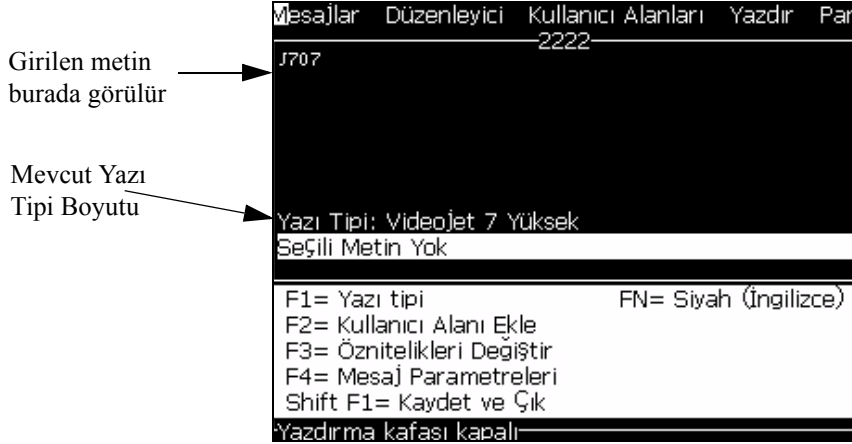 Mesajlar Düzenleyici Kullanıcı Alanları Yazdır Par
2222
J707
Girilen metin
burada görülür
Mevcut Yazı
Tipi Boyutu
Yazı Tipi: Videojet 7 Yüksek
Seçili Metin Yok
F1= Yazı tipi FN= Siyah (İngilizce)
F2= Kullanıcı Alanı Ekle
F3= Öznitelikleri Değiştir
F4= Mesaj Parametreleri
Shift F1= Kaydet ve Çık
Yazdırma kafası kapalı